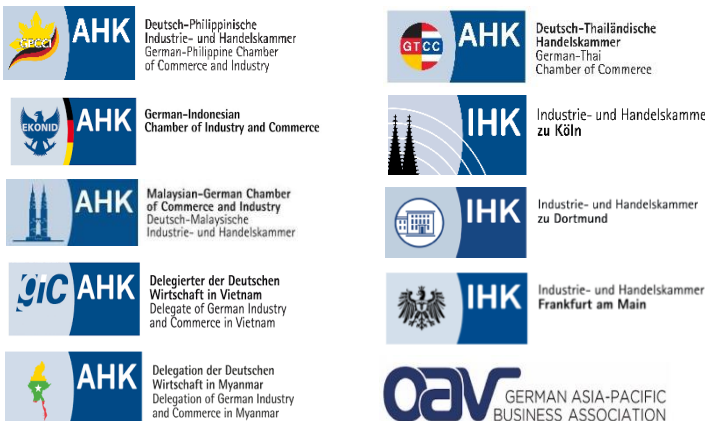 GPCCI
AHK
Deutsch-Philippinische
Industrie- und Handelskammer
German-Philippine Chamber
of Commerce and Industry
EKONID
AHK
German-Indonesian
Chamber of Industry and Commerce
AHK
Malaysian-German Chamber
of Commerce and Industry
Deutsch-Malaysische
Industrie- und Handelskammer
gic
AHK
Delegierter der Deutschen
Wirtschaft in Vietnam
Delegate of German Industry
and Commerce in Vietnam
AHK
Delegation der Deutschen
Wirtschaft in Myanmar
Delegation of German Industry
and Commerce in Myanmar
GTCC
AHK
Deutsch-Thailändische
Handelskammer
German-Thai
Chamber of Commerce
IHK
Industrie- und Handelskamme
zu Köln
IHK
Industrie- und Handelskammer
zu Dortmund
IHK
Industrie- und Handelskammer
Frankfurt am Main
oav
GERMAN ASIA-PACIFIC
BUSINESS ASSOCIATION